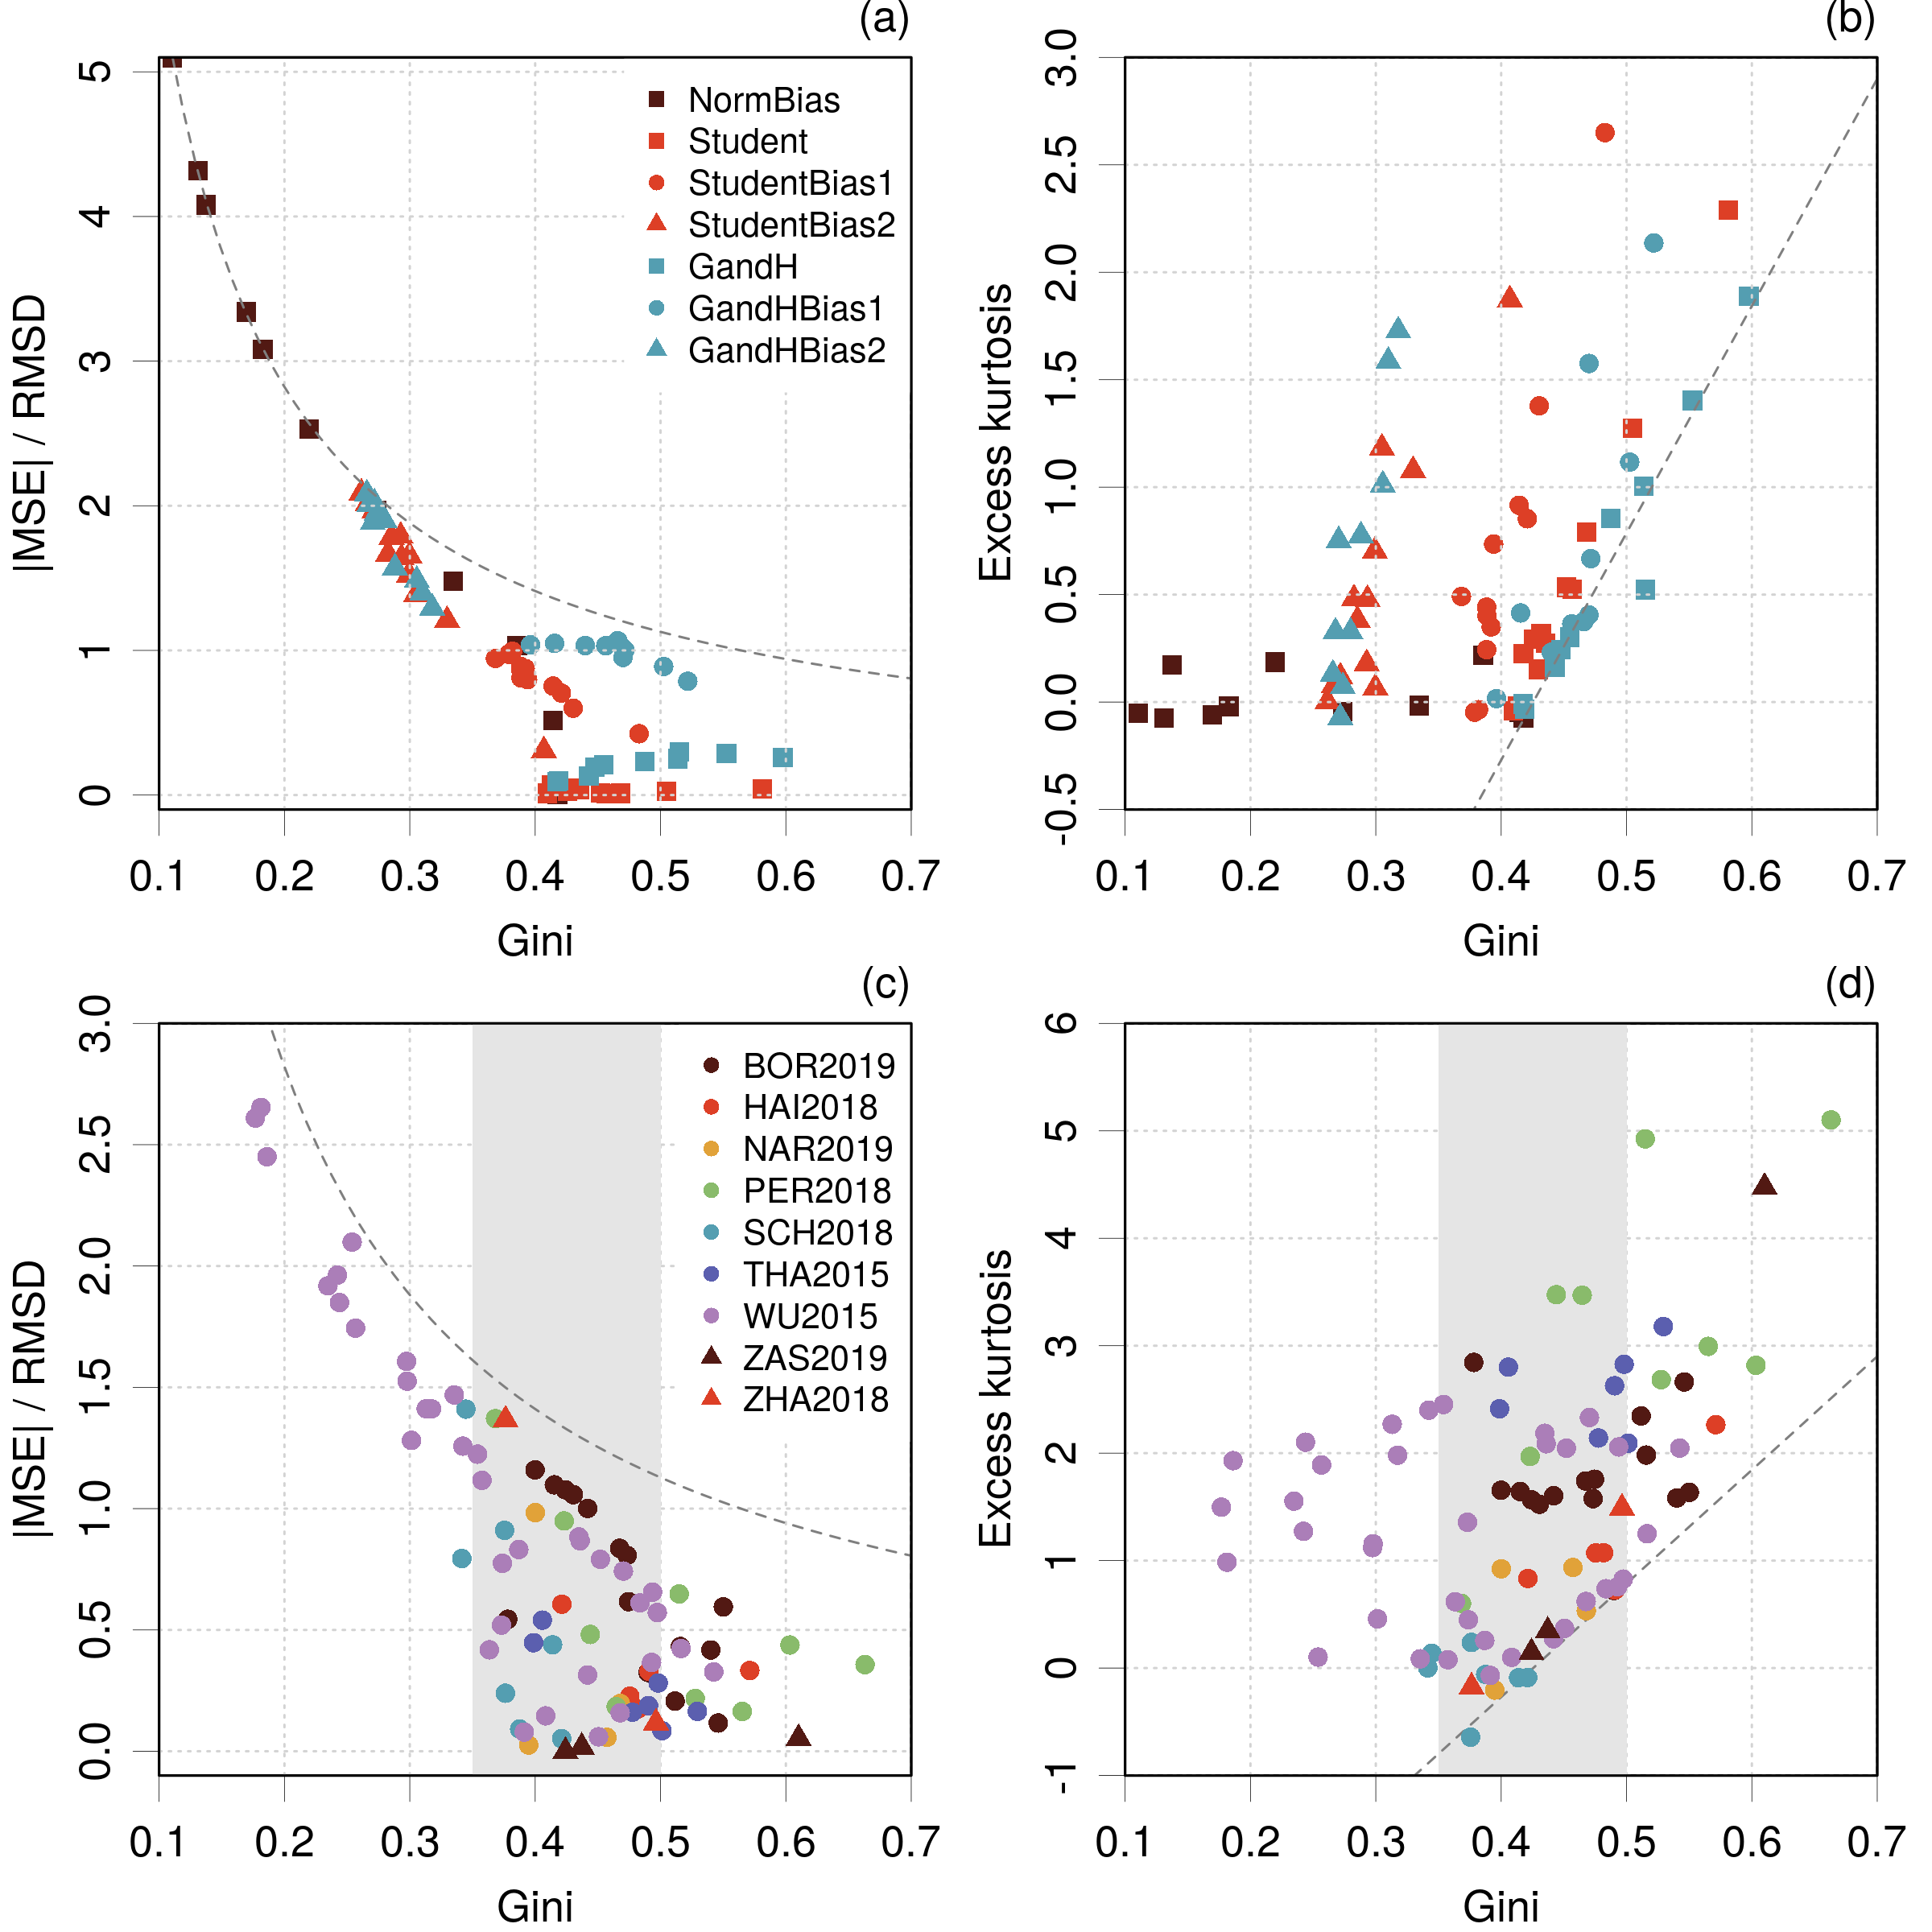 (a)
|MSE| / RMSD
5
4
3
2
1
0
NormBias
Student
StudentBias1
StudentBias2
GandH
GandHBias1
GandHBias2
0.1 0.2 0.3 0.4 0.5 0.6 0.7
Gini
(b)
Excess kurtosis
3.0
2.5
2.0
1.5
1.0
0.5
0.0
-0.5
0.1 0.2 0.3 0.4 0.5 0.6 0.7
Gini
(c)
|MSE| / RMSD
3.0
2.5
2.0
1.5
1.0
0.5
0.0
BOR2019
HAI2018
NAR2019
PER2018
SCH2018
THA2015
WU2015
ZAS2019
ZHA2018
0.1 0.2 0.3 0.4 0.5 0.6 0.7
Gini
(d)
Excess kurtosis
6
5
4
3
2
1
0
-1
0.1 0.2 0.3 0.4 0.5 0.6 0.7
Gini